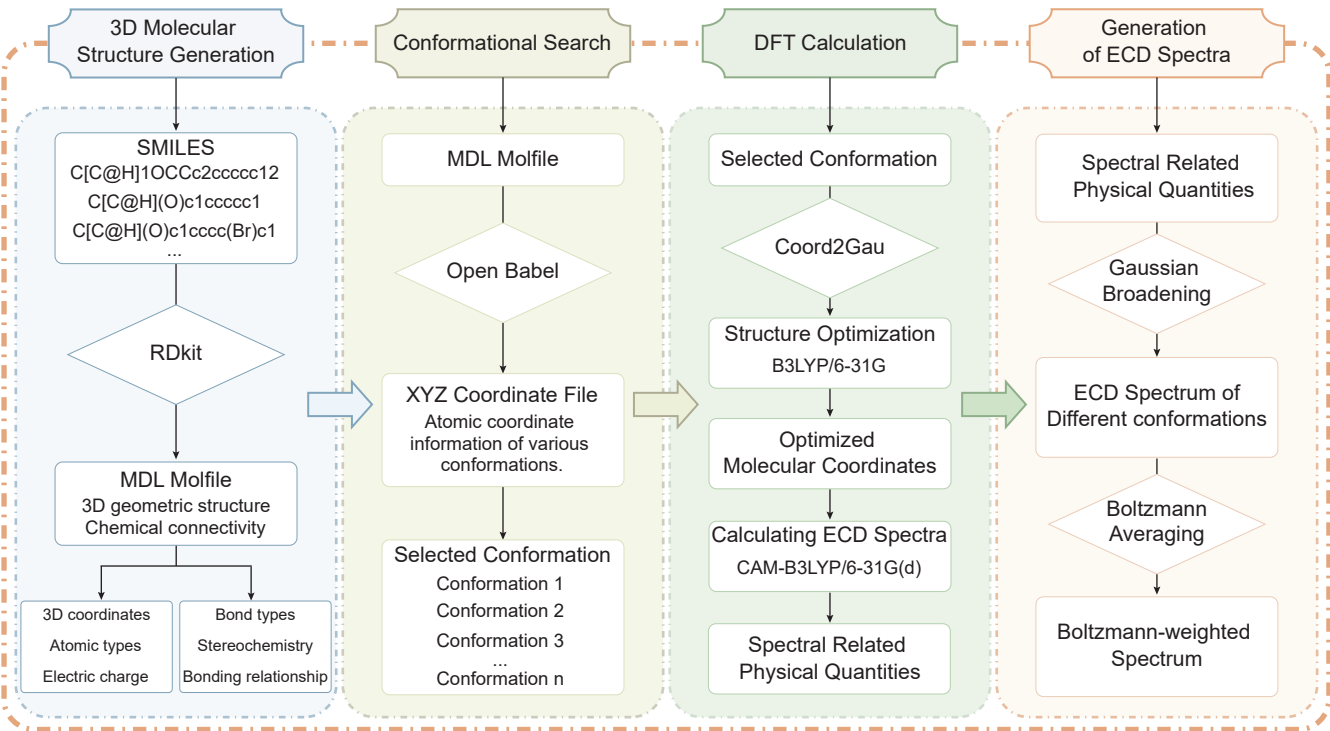 3D Molecular
Structure Generation
SMILES
C[C@H]1OCCc2ccccc12
C[C@H](O)c1ccccc1
C[C@H](O)c1cccc(Br)c1
...
RDkit
MDL Molfile
3D geometric structure
Chemical connectivity
3D coordinates
Atomic types
Electric charge
Bond types
Stereochemistry
Bonding relationship
Conformational Search
MDL Molfile
Open Babel
XYZ Coordinate File
Atomic coordinate
information of various
conformations.
Selected Conformation
Conformation 1
Conformation 2
Conformation 3
...
Conformation n
DFT Calculation
Selected Conformation
Coord2Gau
Structure Optimization
B3LYP/6-31G
Optimized
Molecular Coordinates
Calculating ECD Spectra
CAM-B3LYP/6-31G(d)
Spectral Related
Physical Quantities
Generation
of ECD Spectra
Spectral Related
Physical Quantities
Gaussian
Broadening
ECD Spectrum of
Different conformations
Boltzmann
Averaging
Boltzmann-weighted
Spectrum